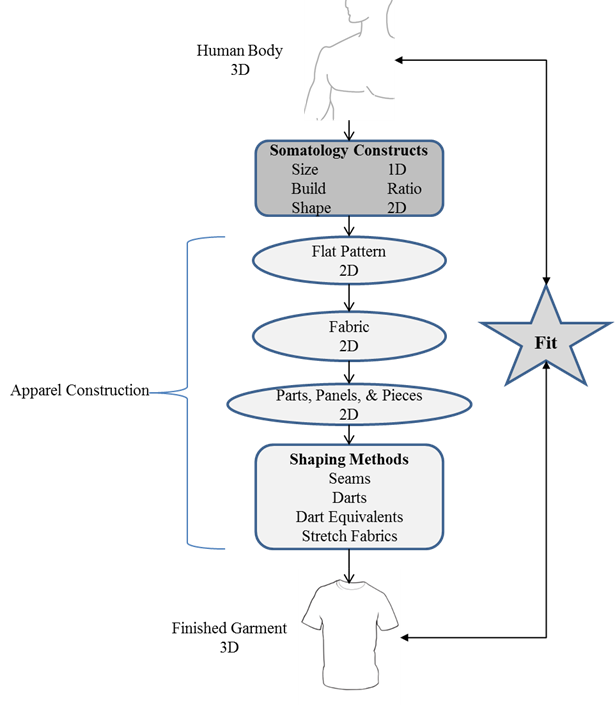 Human Body
3D
Somatology Constructs
Size 1D
Build Ratio
Shape 2D
Flat Pattern
2D
Fabric
2D
Fit
Apparel Construction
Parts, Panels, & Pieces
2D
Shaping Methods
Seams
Darts
Dart Equivalents
Stretch Fabrics
Finished Garment
3D